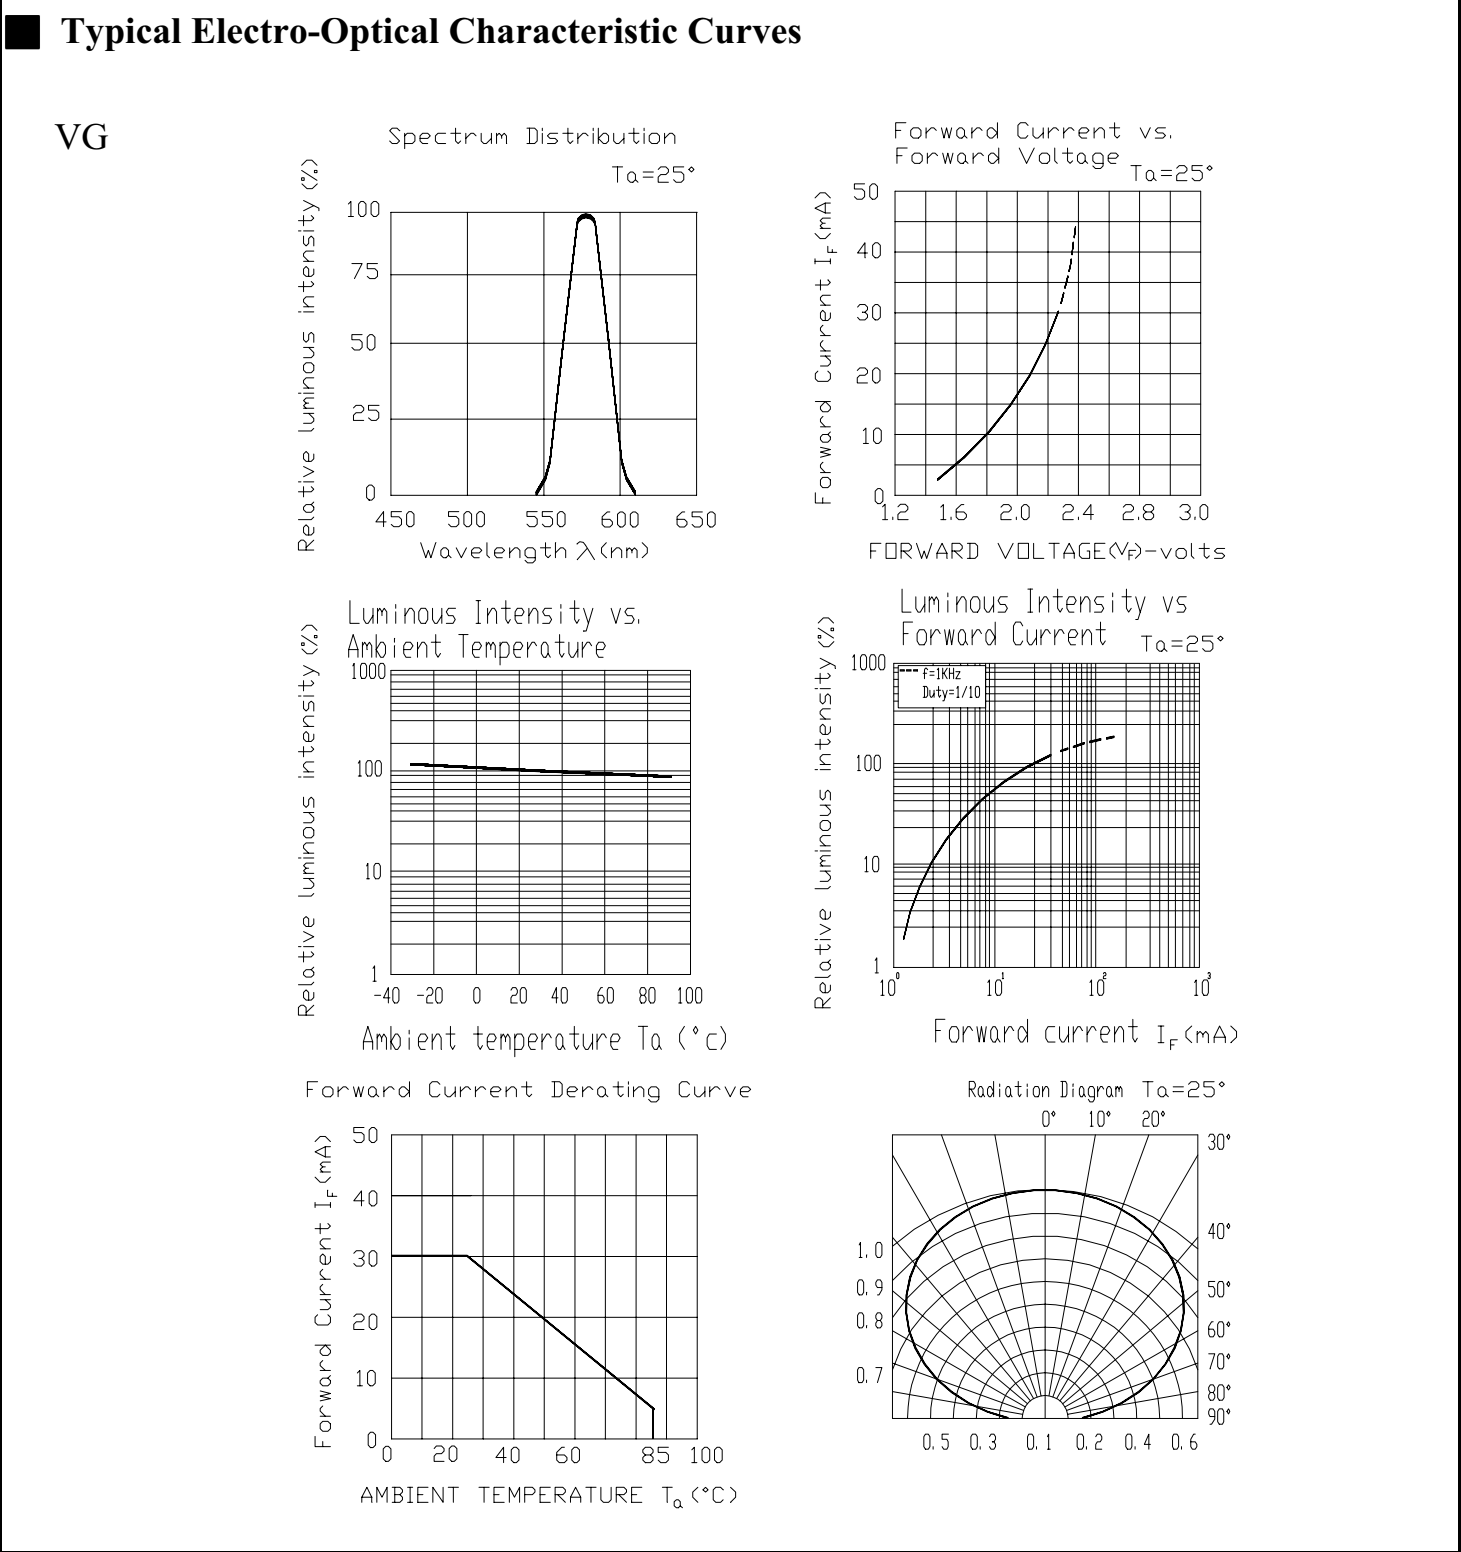 Typical Electro-Optical Characteristic Curves
VG
Spectrum Distribution
Ta=25°
Relative luminous intensity (%)
100
75
50
25
0
450 500 550 600 650
Wavelength λ(nm)
Forward Current vs.
Forward Voltage
Ta=25°
Forward Current IF(mA)
50
40
30
20
10
0
1.2 1.6 2.0 2.4 2.8 3.0
FORWARD VOLTAGE(VF)-volts
Luminous Intensity vs.
Ambient Temperature
Relative luminous intensity (%)
1000
100
10
1
-40 -20 0 20 40 60 80 100
Ambient temperature Ta (°C)
Luminous Intensity vs
Forward Current
Ta=25°
Relative luminous intensity (%)
f=1KHz
Duty=1/10
1000
100
10
1
10⁰ 10¹ 10² 10³
Forward current IF(mA)
Forward Current Derating Curve
Forward Current IF(mA)
50
40
30
20
10
0
0 20 40 60 85 100
AMBIENT TEMPERATURE Ta(°C)
Radiation Diagram Ta=25°
0° 10° 20°
30°
40°
50°
60°
70°
80°
90°
1.0
0.9
0.8
0.7
0.5 0.3 0.1 0.2 0.4 0.6